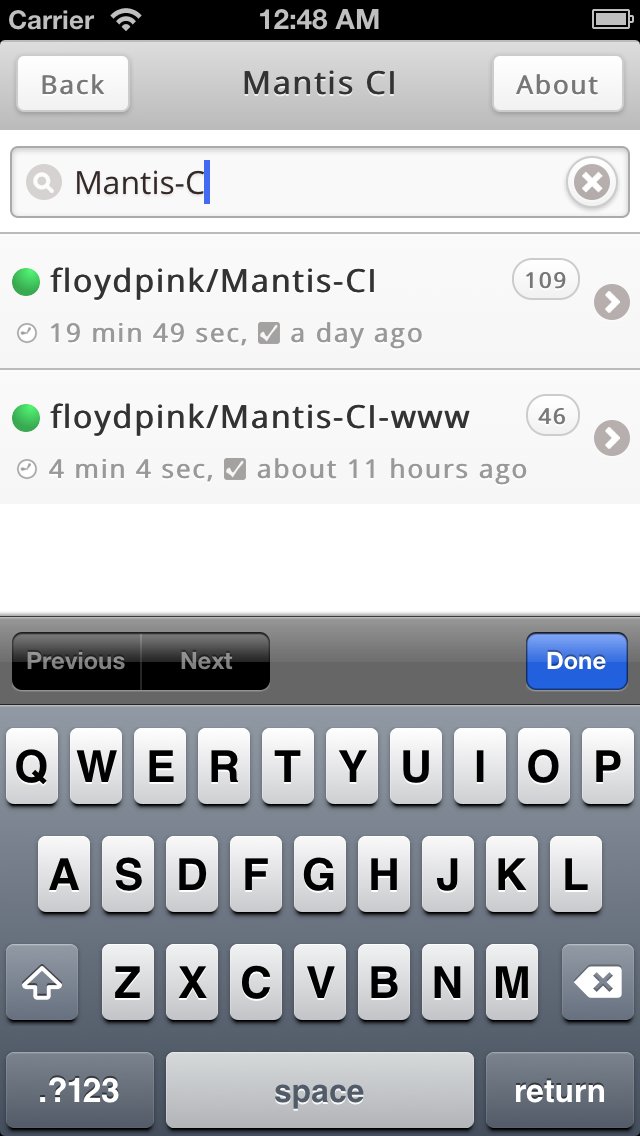 Carrier 12:48 AM
Back Mantis CI About
Mantis-C
floydpink/Mantis-CI 109
19 min 49 sec, a day ago
floydpink/Mantis-CI-www 46
4 min 4 sec, about 11 hours ago
Previous Next Done
Q W E R T Y U I O P
A S D F G H J K L
Z X C V B N M
.?123 space return